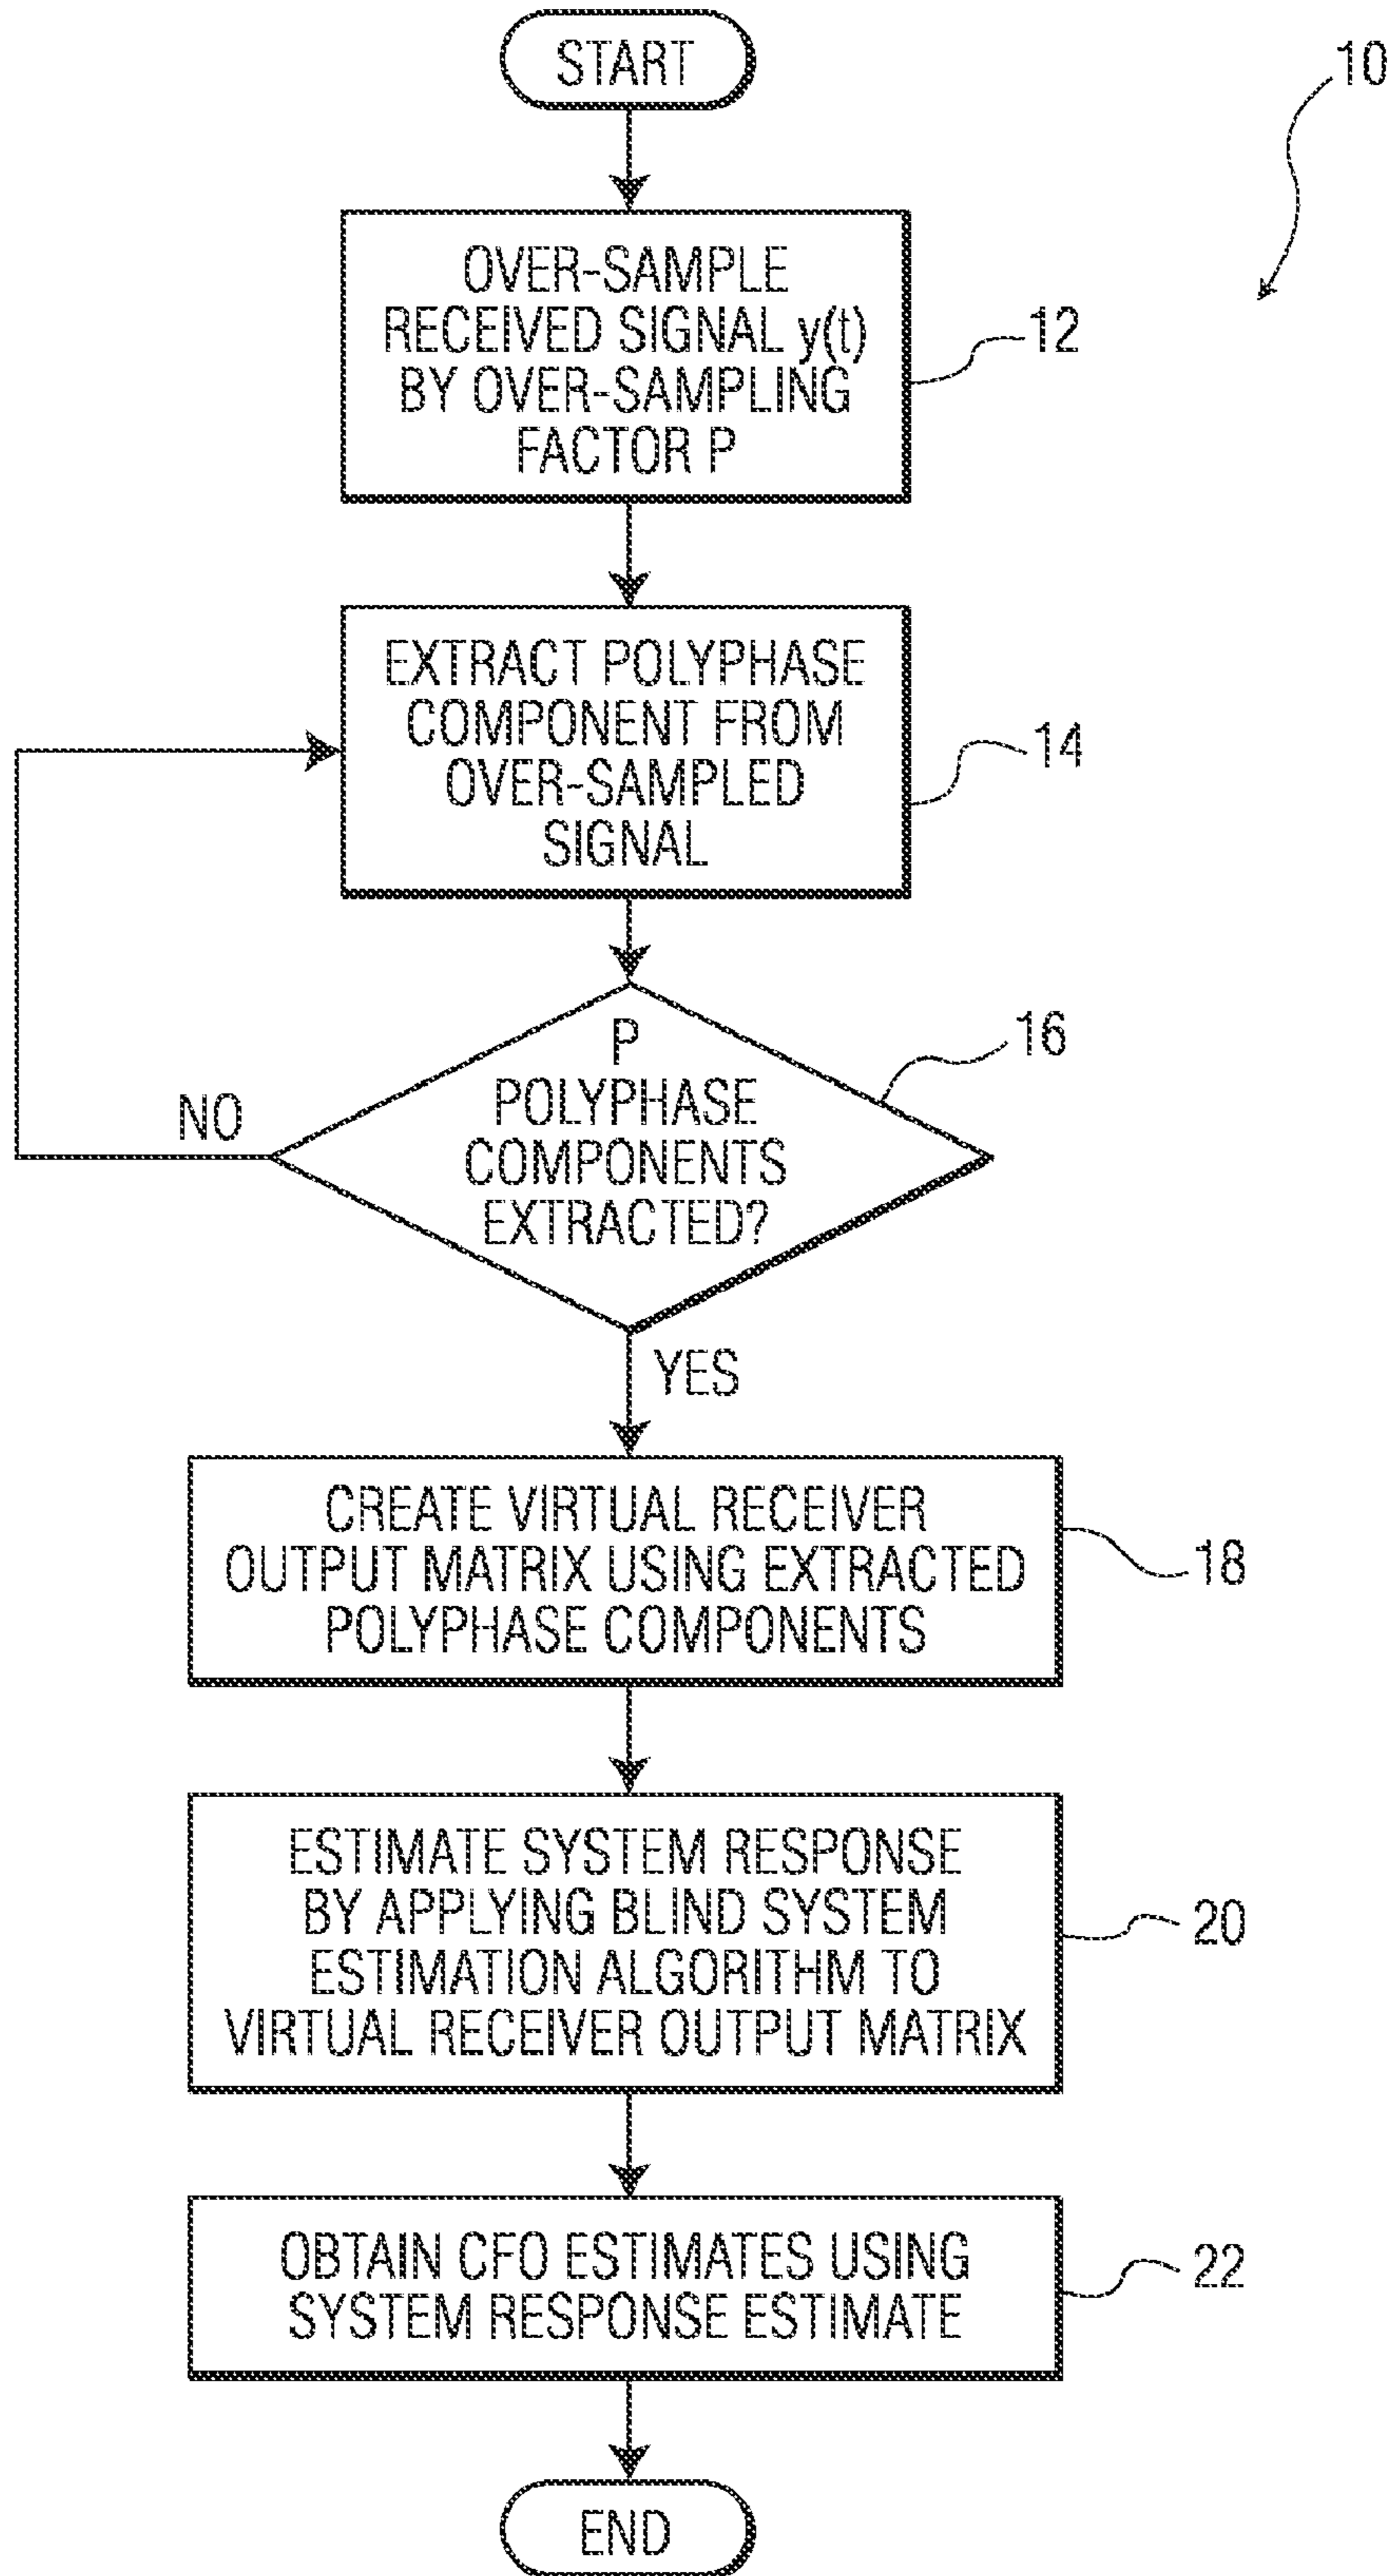 START
10
OVER-SAMPLE
RECEIVED SIGNAL y(t)
BY OVER-SAMPLING
FACTOR P
12
EXTRACT POLYPHASE
COMPONENT FROM
OVER-SAMPLED
SIGNAL
14
P
POLYPHASE
COMPONENTS
EXTRACTED?
16
NO
YES
CREATE VIRTUAL RECEIVER
OUTPUT MATRIX USING EXTRACTED
POLYPHASE COMPONENTS
18
ESTIMATE SYSTEM RESPONSE
BY APPLYING BLIND SYSTEM
ESTIMATION ALGORITHM TO
VIRTUAL RECEIVER OUTPUT MATRIX
20
OBTAIN CFO ESTIMATES USING
SYSTEM RESPONSE ESTIMATE
22
END